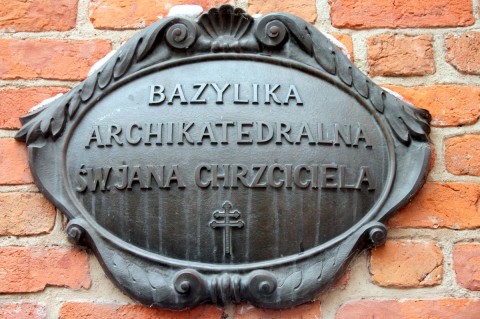 BAZYLIKA
ARCHIKATEDRALNA
ŚW. JANA CHRZCICIELA